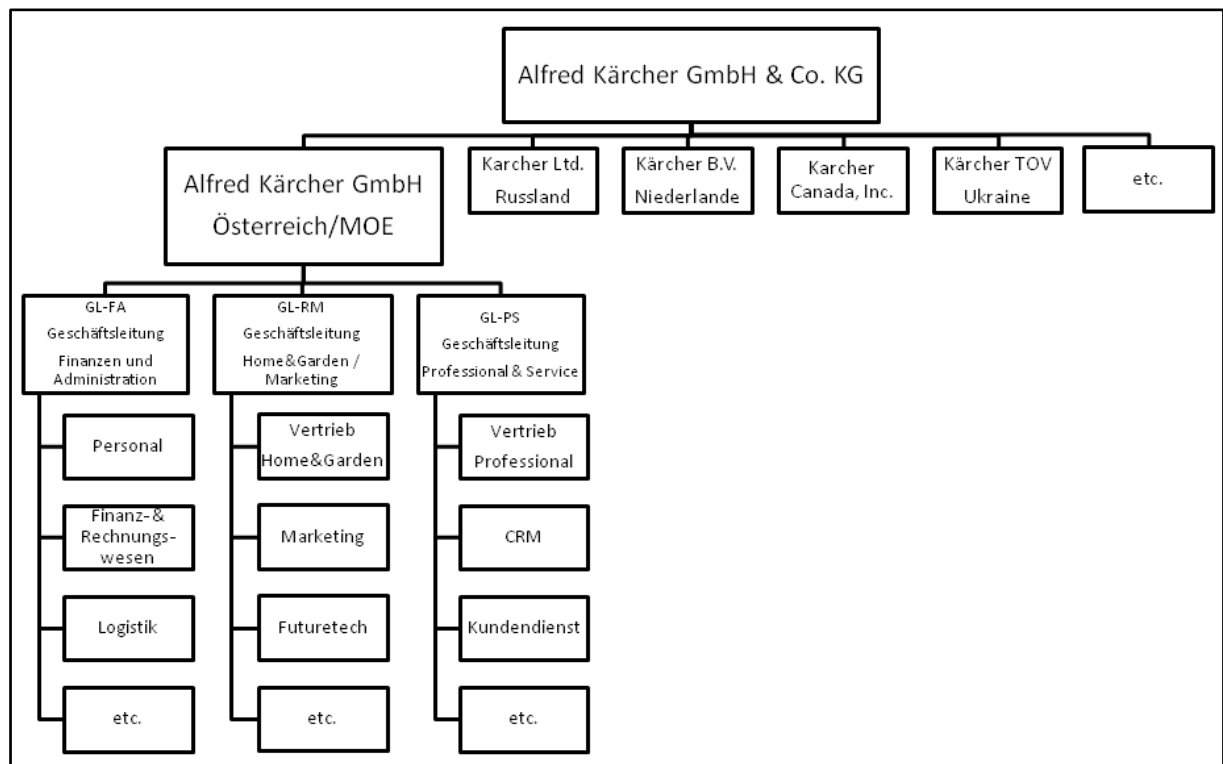 Alfred Kärcher GmbH & Co. KG
Alfred Kärcher GmbH
Österreich/MOE
Karcher Ltd.
Russland
Kärcher B.V.
Niederlande
Karcher
Canada, Inc.
Kärcher TOV
Ukraine
etc.
GL-FA
Geschäftsleitung
Finanzen und
Administration
GL-RM
Geschäftsleitung
Home&Garden /
Marketing
GL-PS
Geschäftsleitung
Professional & Service
Personal
Finanz-&
Rechnungs-
wesen
Logistik
etc.
Vertrieb
Home&Garden
Marketing
Futuretech
etc.
Vertrieb
Professional
CRM
Kundendienst
etc.